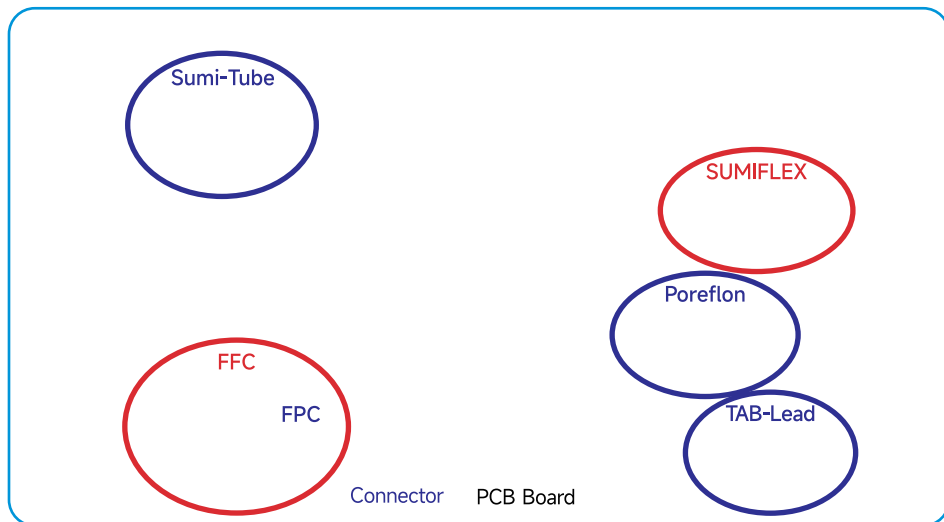 Sumi-Tube
SUMIFLEX
Poreflon
FFC
FPC
TAB-Lead
Connector
PCB Board